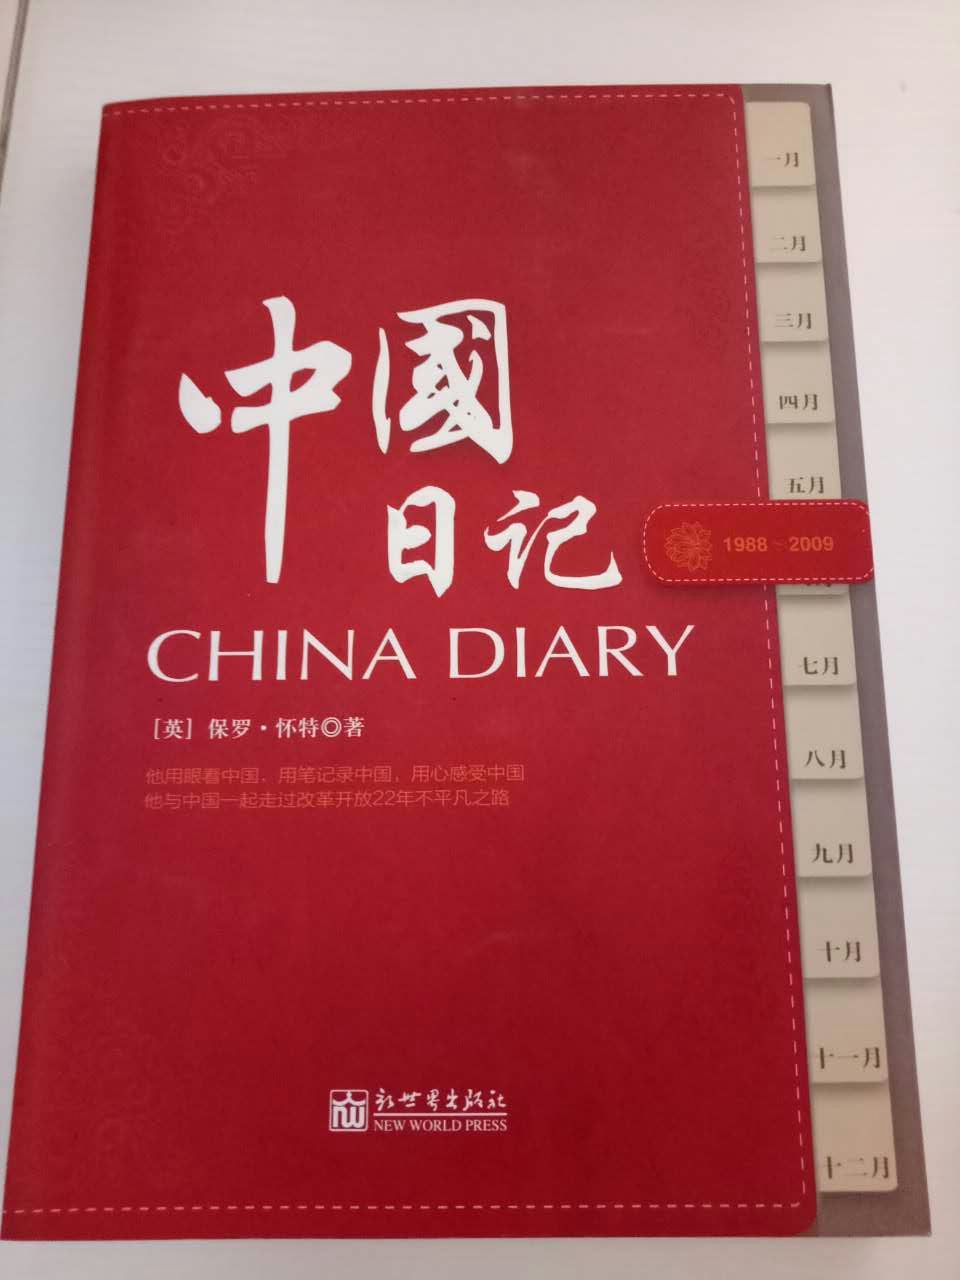 中國
日记
CHINA DIARY
［英］保罗・怀特◎著
他用眼看中国，用笔记录中国，用心感受中国
他与中国一起走过改革开放22年不平凡之路
新世界出版社
NEW WORLD PRESS
一月
二月
三月
四月
五月
1988~2009
七月
八月
九月
十月
十一月
十二月